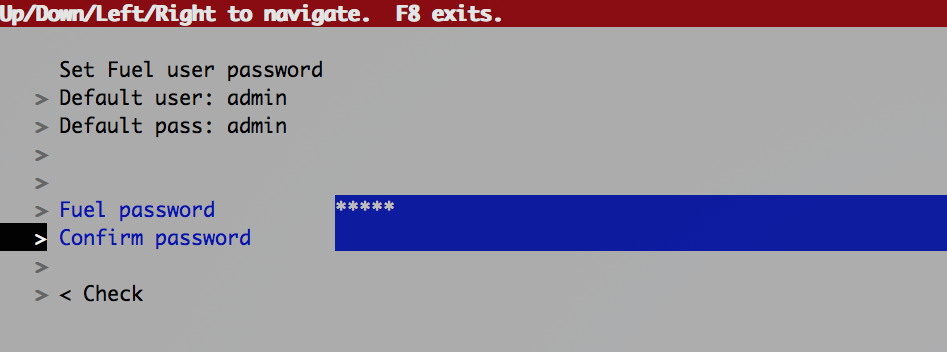 Up/Down/Left/Right to navigate.  F8 exits.
Set Fuel user password
> Default user: admin
> Default pass: admin
>
>
> Fuel password *****
> Confirm password
>
> < Check